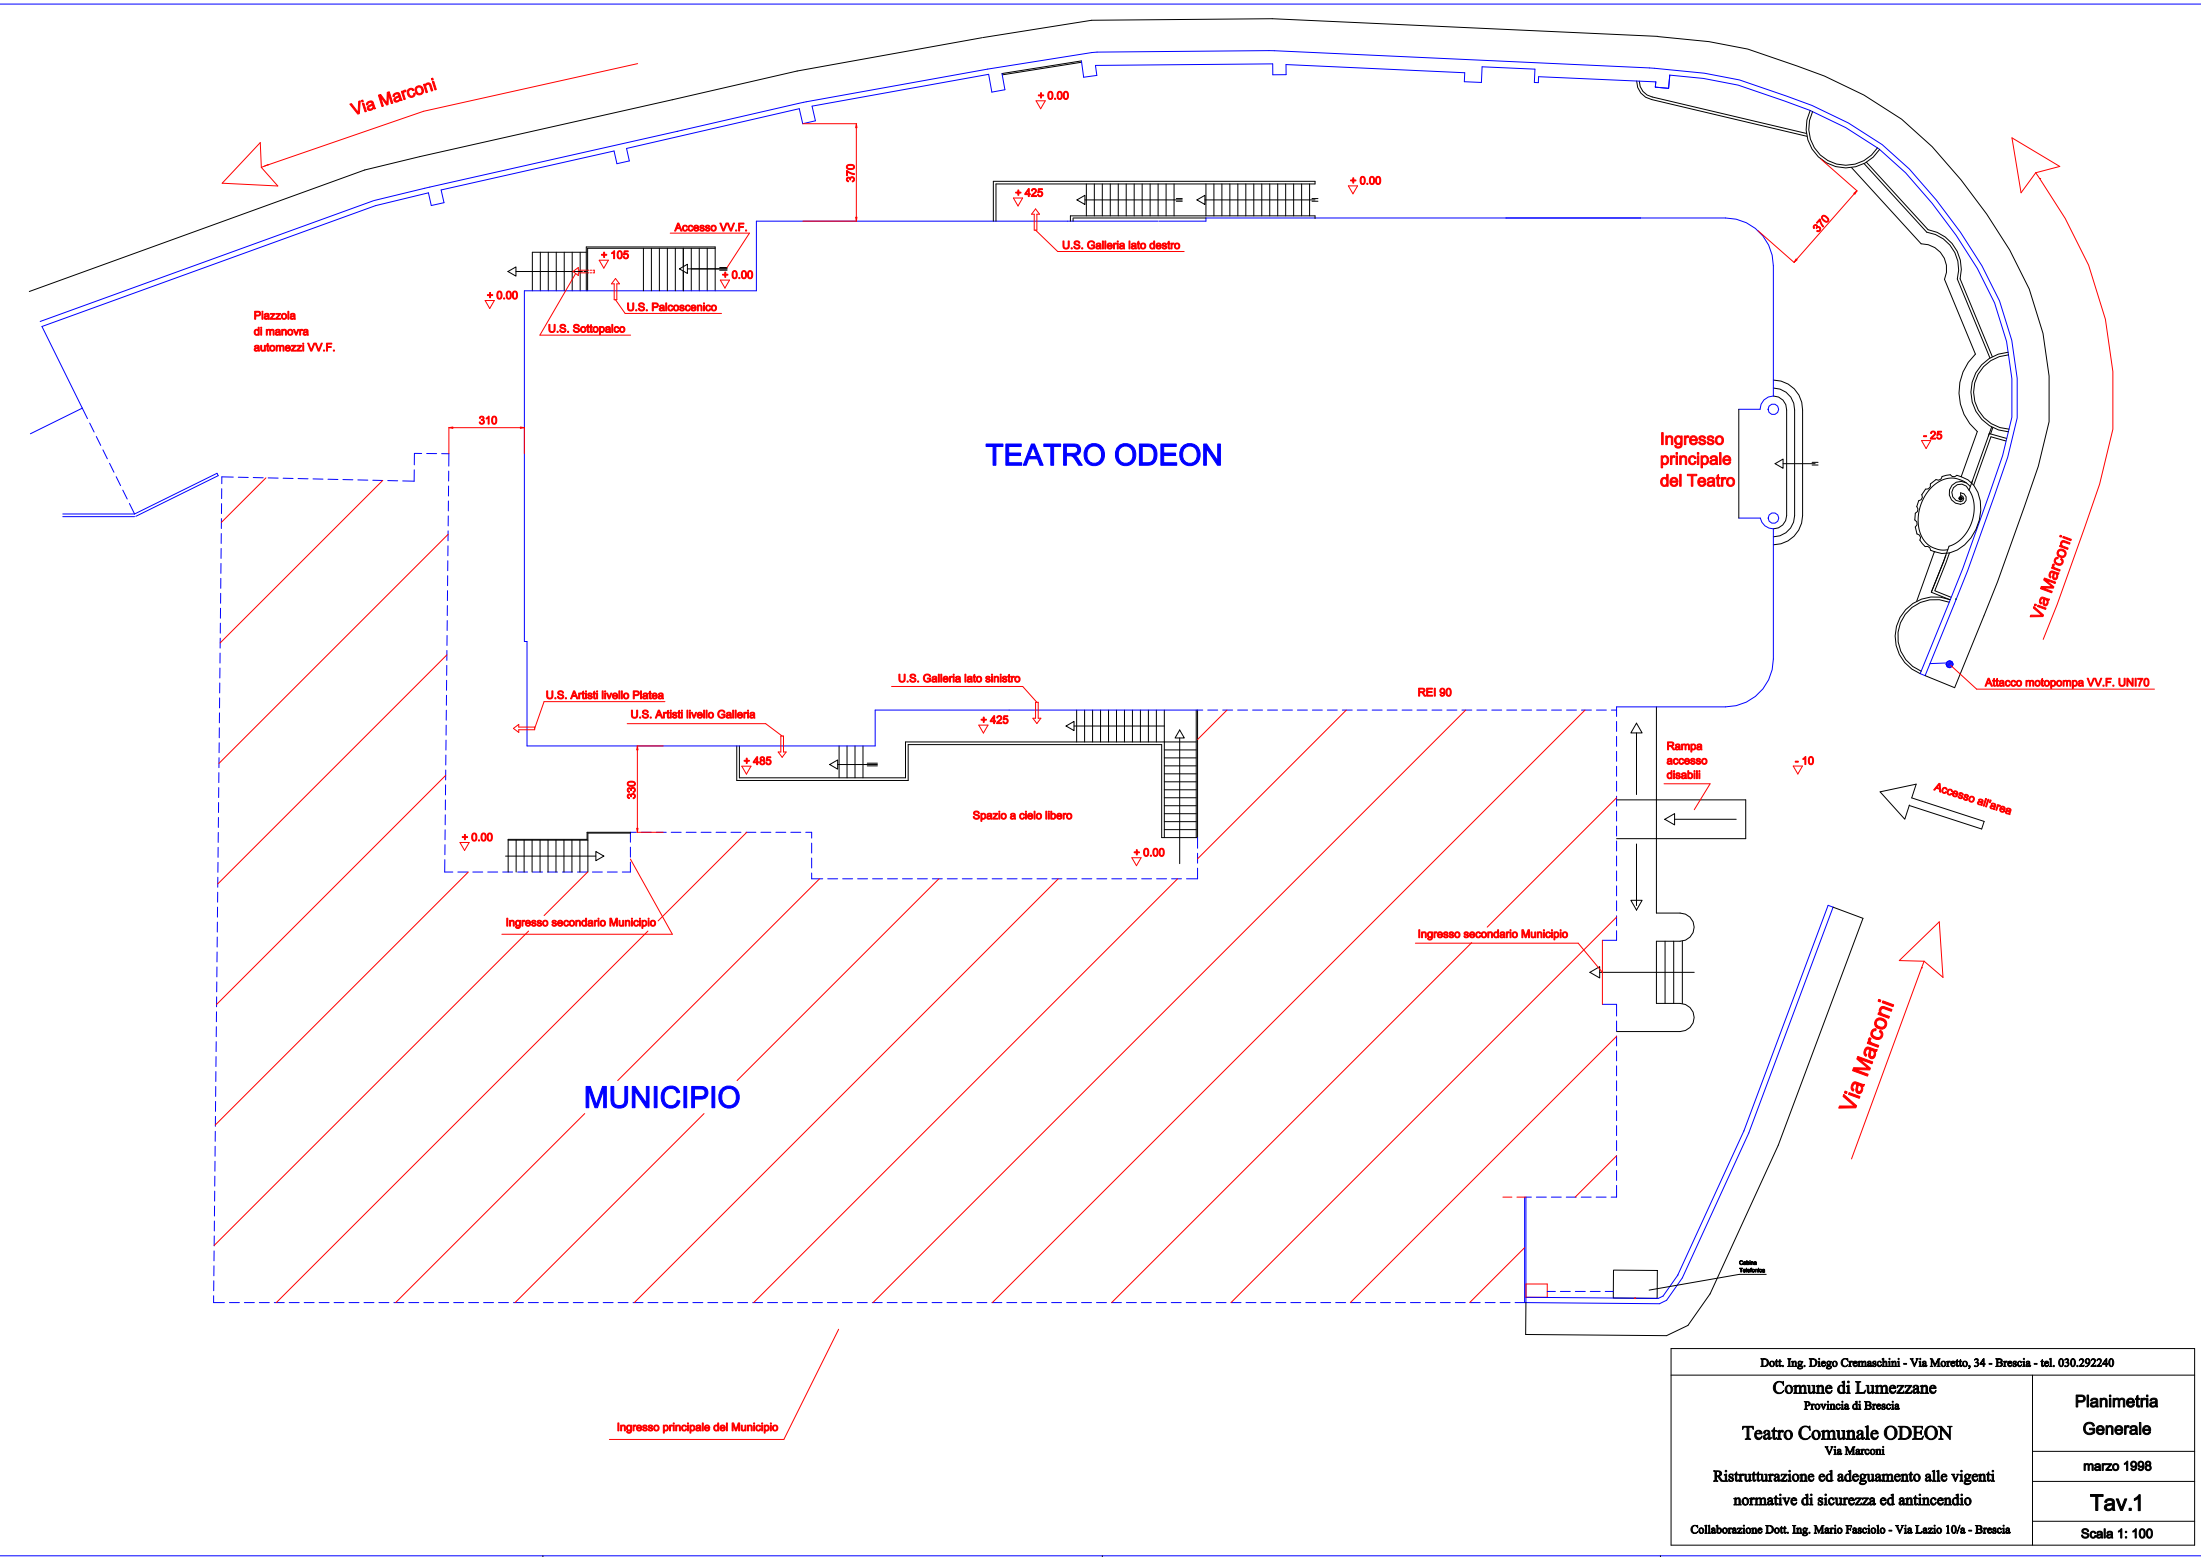 Via Marconi
+ 0.00
370
+ 425
+ 0.00
U.S. Galleria lato destro
370
Accesso VV.F.
+ 105
+ 0.00
+ 0.00
U.S. Palcoscenico
U.S. Sottopalco
Piazzola
di manovra
automezzi VV.F.
310
TEATRO ODEON
Ingresso
principale
del Teatro
- 25
Via Marconi
Attacco motopompa VV.F. UNI70
U.S. Galleria lato sinistro
REI 90
U.S. Artisti livello Platea
U.S. Artisti livello Galleria
+ 425
+ 485
330
Rampa
accesso
disabili
- 10
Accesso all'area
Spazio a cielo libero
+ 0.00
+ 0.00
Ingresso secondario Municipio
Ingresso secondario Municipio
Via Marconi
MUNICIPIO
Cabina
Telefonica
Ingresso principale del Municipio
Dott. Ing. Diego Cremaschini - Via Moretto, 34 - Brescia - tel. 030.292240
Comune di Lumezzane
Provincia di Brescia
Teatro Comunale ODEON
Via Marconi
Ristrutturazione ed adeguamento alle vigenti
normative di sicurezza ed antincendio
Collaborazione Dott. Ing. Mario Fasciolo - Via Lazio 10/a - Brescia
Planimetria
Generale
marzo 1998
Tav.1
Scala 1: 100